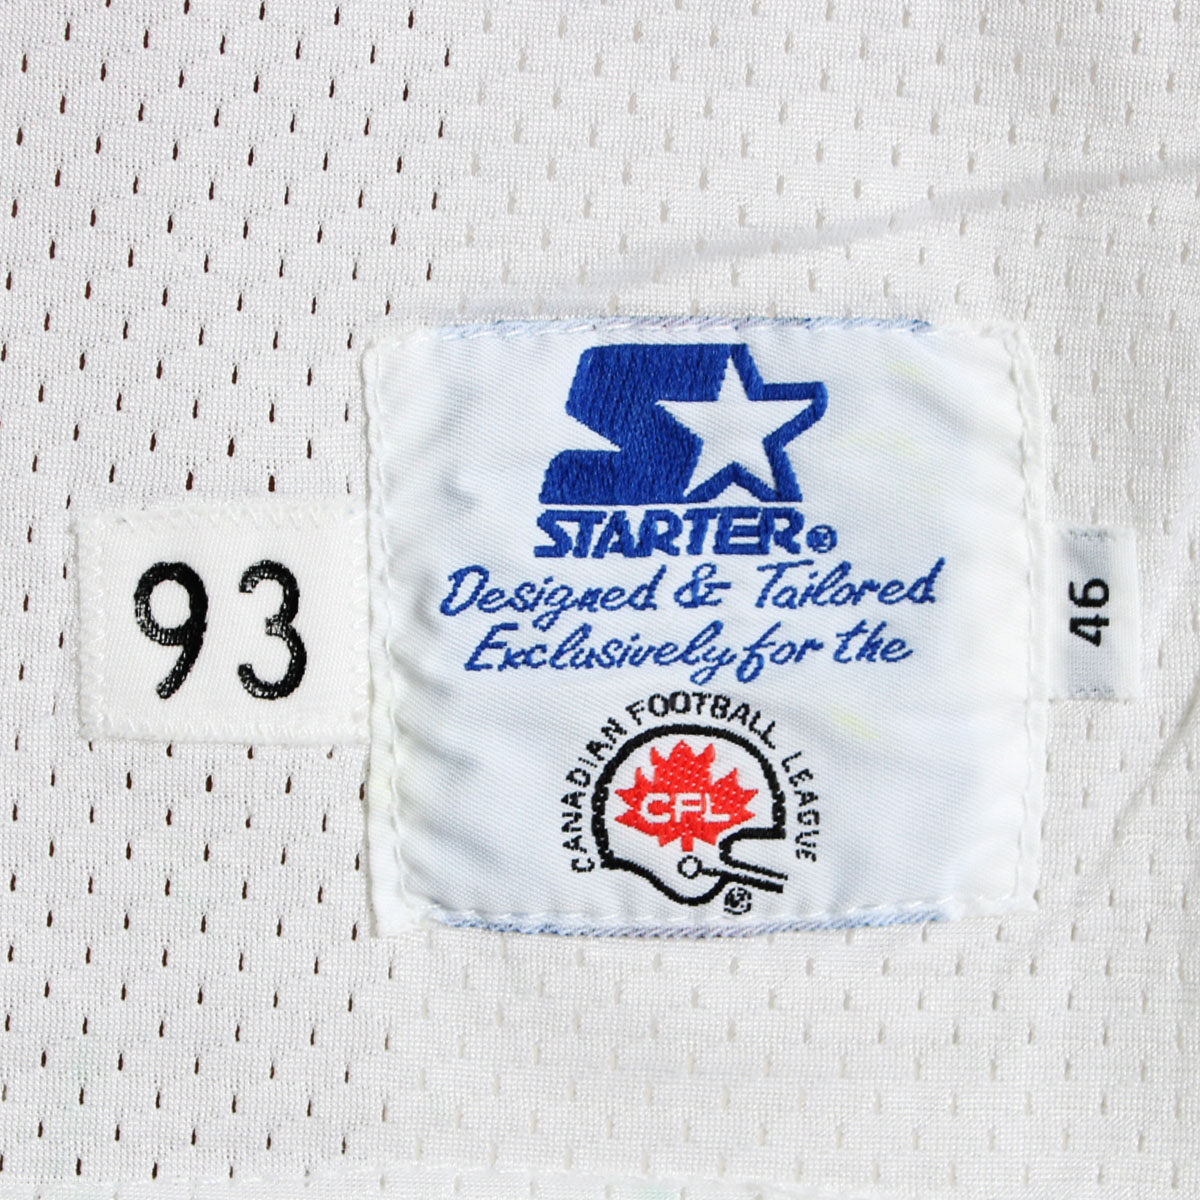 STARTER®
Designed & Tailored
Exclusively for the
93
46
CANADIAN FOOTBALL LEAGUE
CFL